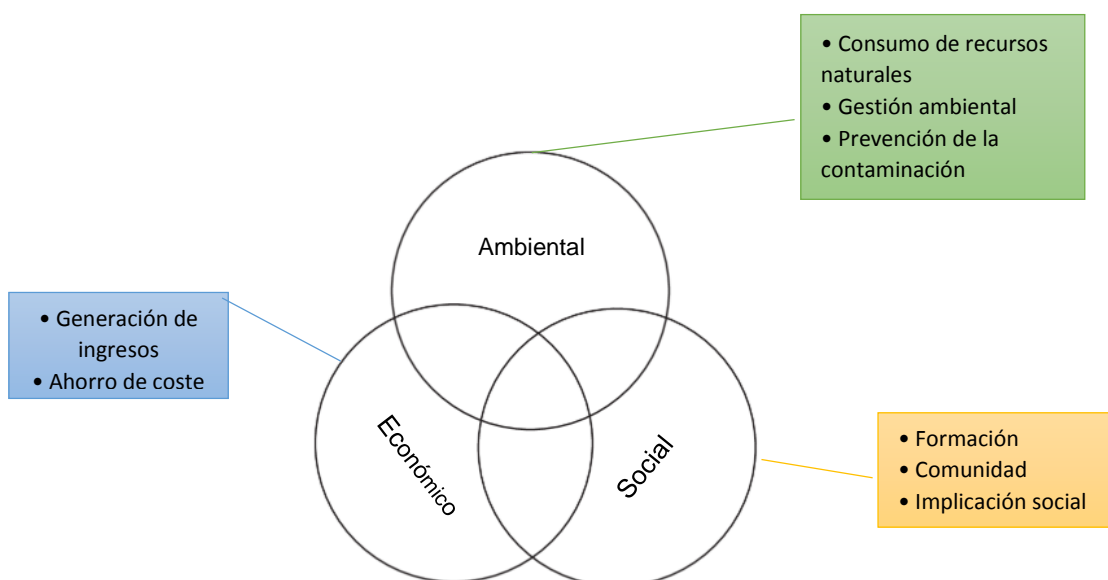 • Consumo de recursos
naturales
• Gestión ambiental
• Prevención de la
contaminación
Ambiental
• Generación de
ingresos
• Ahorro de coste
Económico
Social
• Formación
• Comunidad
• Implicación social